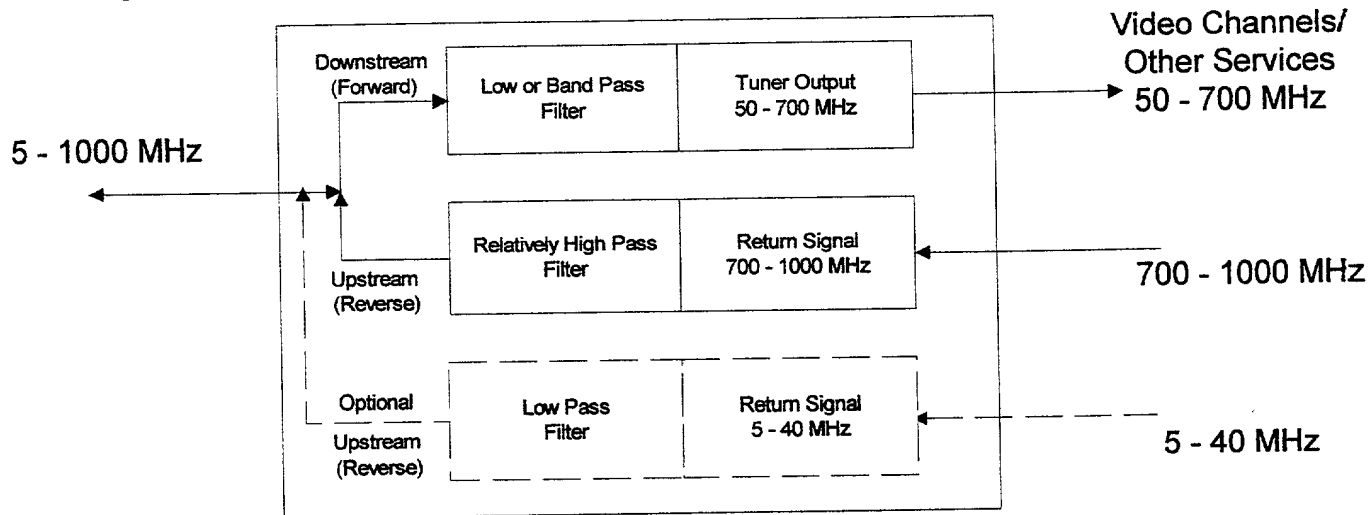 Video Channels/
Other Services
50 - 700 MHz
Downstream
(Forward)
Low or Band Pass
Filter
Tuner Output
50 - 700 MHz
5 - 1000 MHz
Relatively High Pass
Filter
Return Signal
700 - 1000 MHz
700 - 1000 MHz
Upstream
(Reverse)
Optional
Upstream
(Reverse)
Low Pass
Filter
Return Signal
5 - 40 MHz
5 - 40 MHz